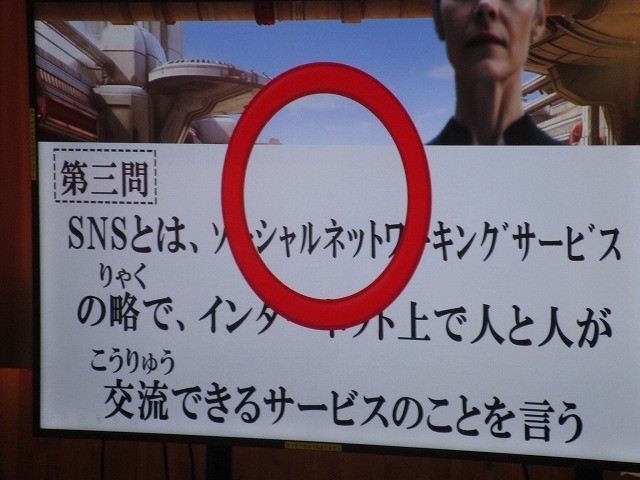 第三問
SNSとは、ソーシャルネットワーキングサービス
りゃく
の略で、インターネット上で人と人が
こうりゅう
交流できるサービスのことを言う